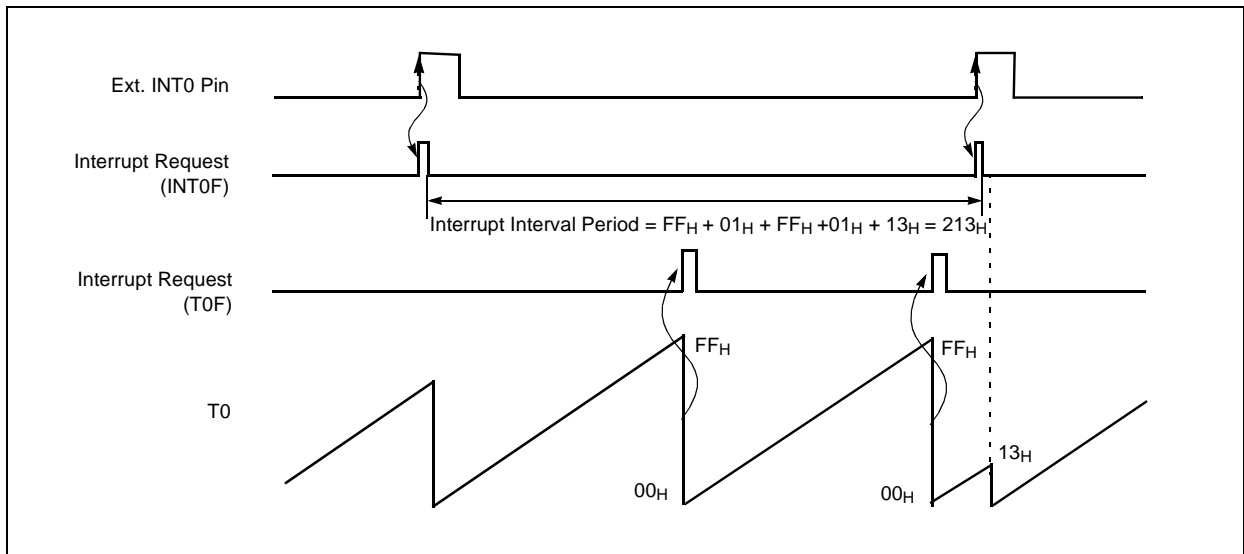 Ext. INT0 Pin
Interrupt Request
(INT0F)
Interrupt Interval Period = FFH + 01H + FFH +01H + 13H = 213H
Interrupt Request
(T0F)
FFH
FFH
T0
13H
00H
00H